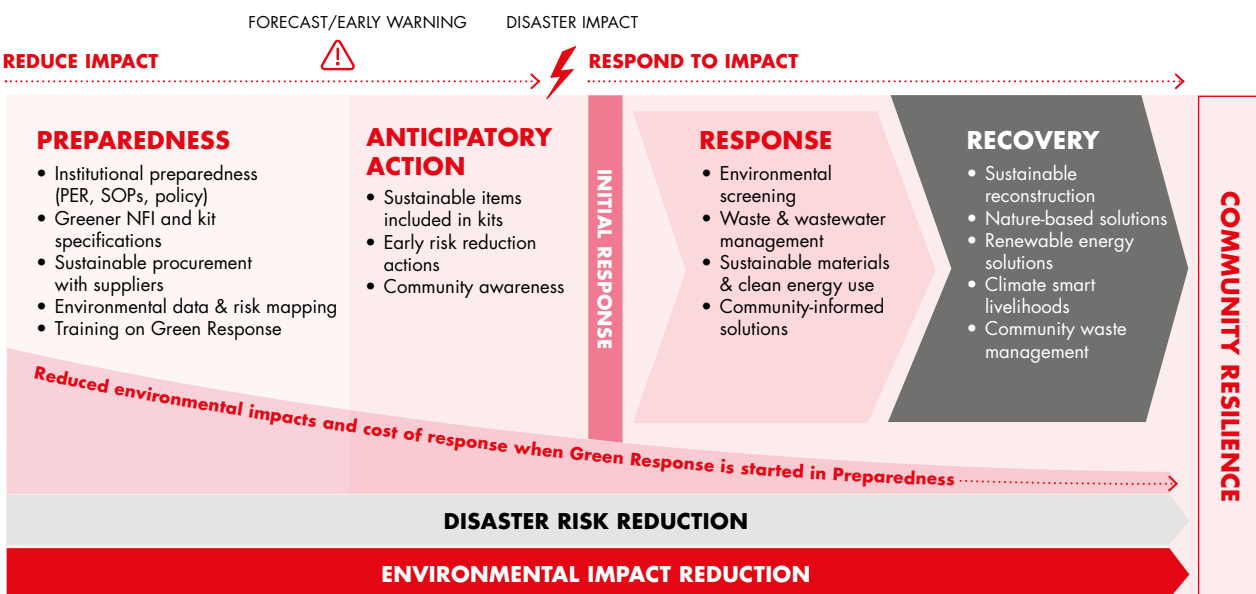 FORECAST/EARLY WARNING
DISASTER IMPACT
REDUCE IMPACT
RESPOND TO IMPACT
PREPAREDNESS
• Institutional preparedness
(PER, SOPs, policy)
• Greener NFI and kit
specifications
• Sustainable procurement
with suppliers
• Environmental data & risk mapping
• Training on Green Response
ANTICIPATORY
ACTION
• Sustainable items
included in kits
• Early risk reduction
actions
• Community awareness
INITIAL RESPONSE
RESPONSE
• Environmental
screening
• Waste & wastewater
management
• Sustainable materials
& clean energy use
• Community-informed
solutions
RECOVERY
• Sustainable
reconstruction
• Nature-based solutions
• Renewable energy
solutions
• Climate smart
livelihoods
• Community waste
management
COMMUNITY RESILIENCE
Reduced environmental impacts and cost of response when Green Response is started in Preparedness
DISASTER RISK REDUCTION
ENVIRONMENTAL IMPACT REDUCTION